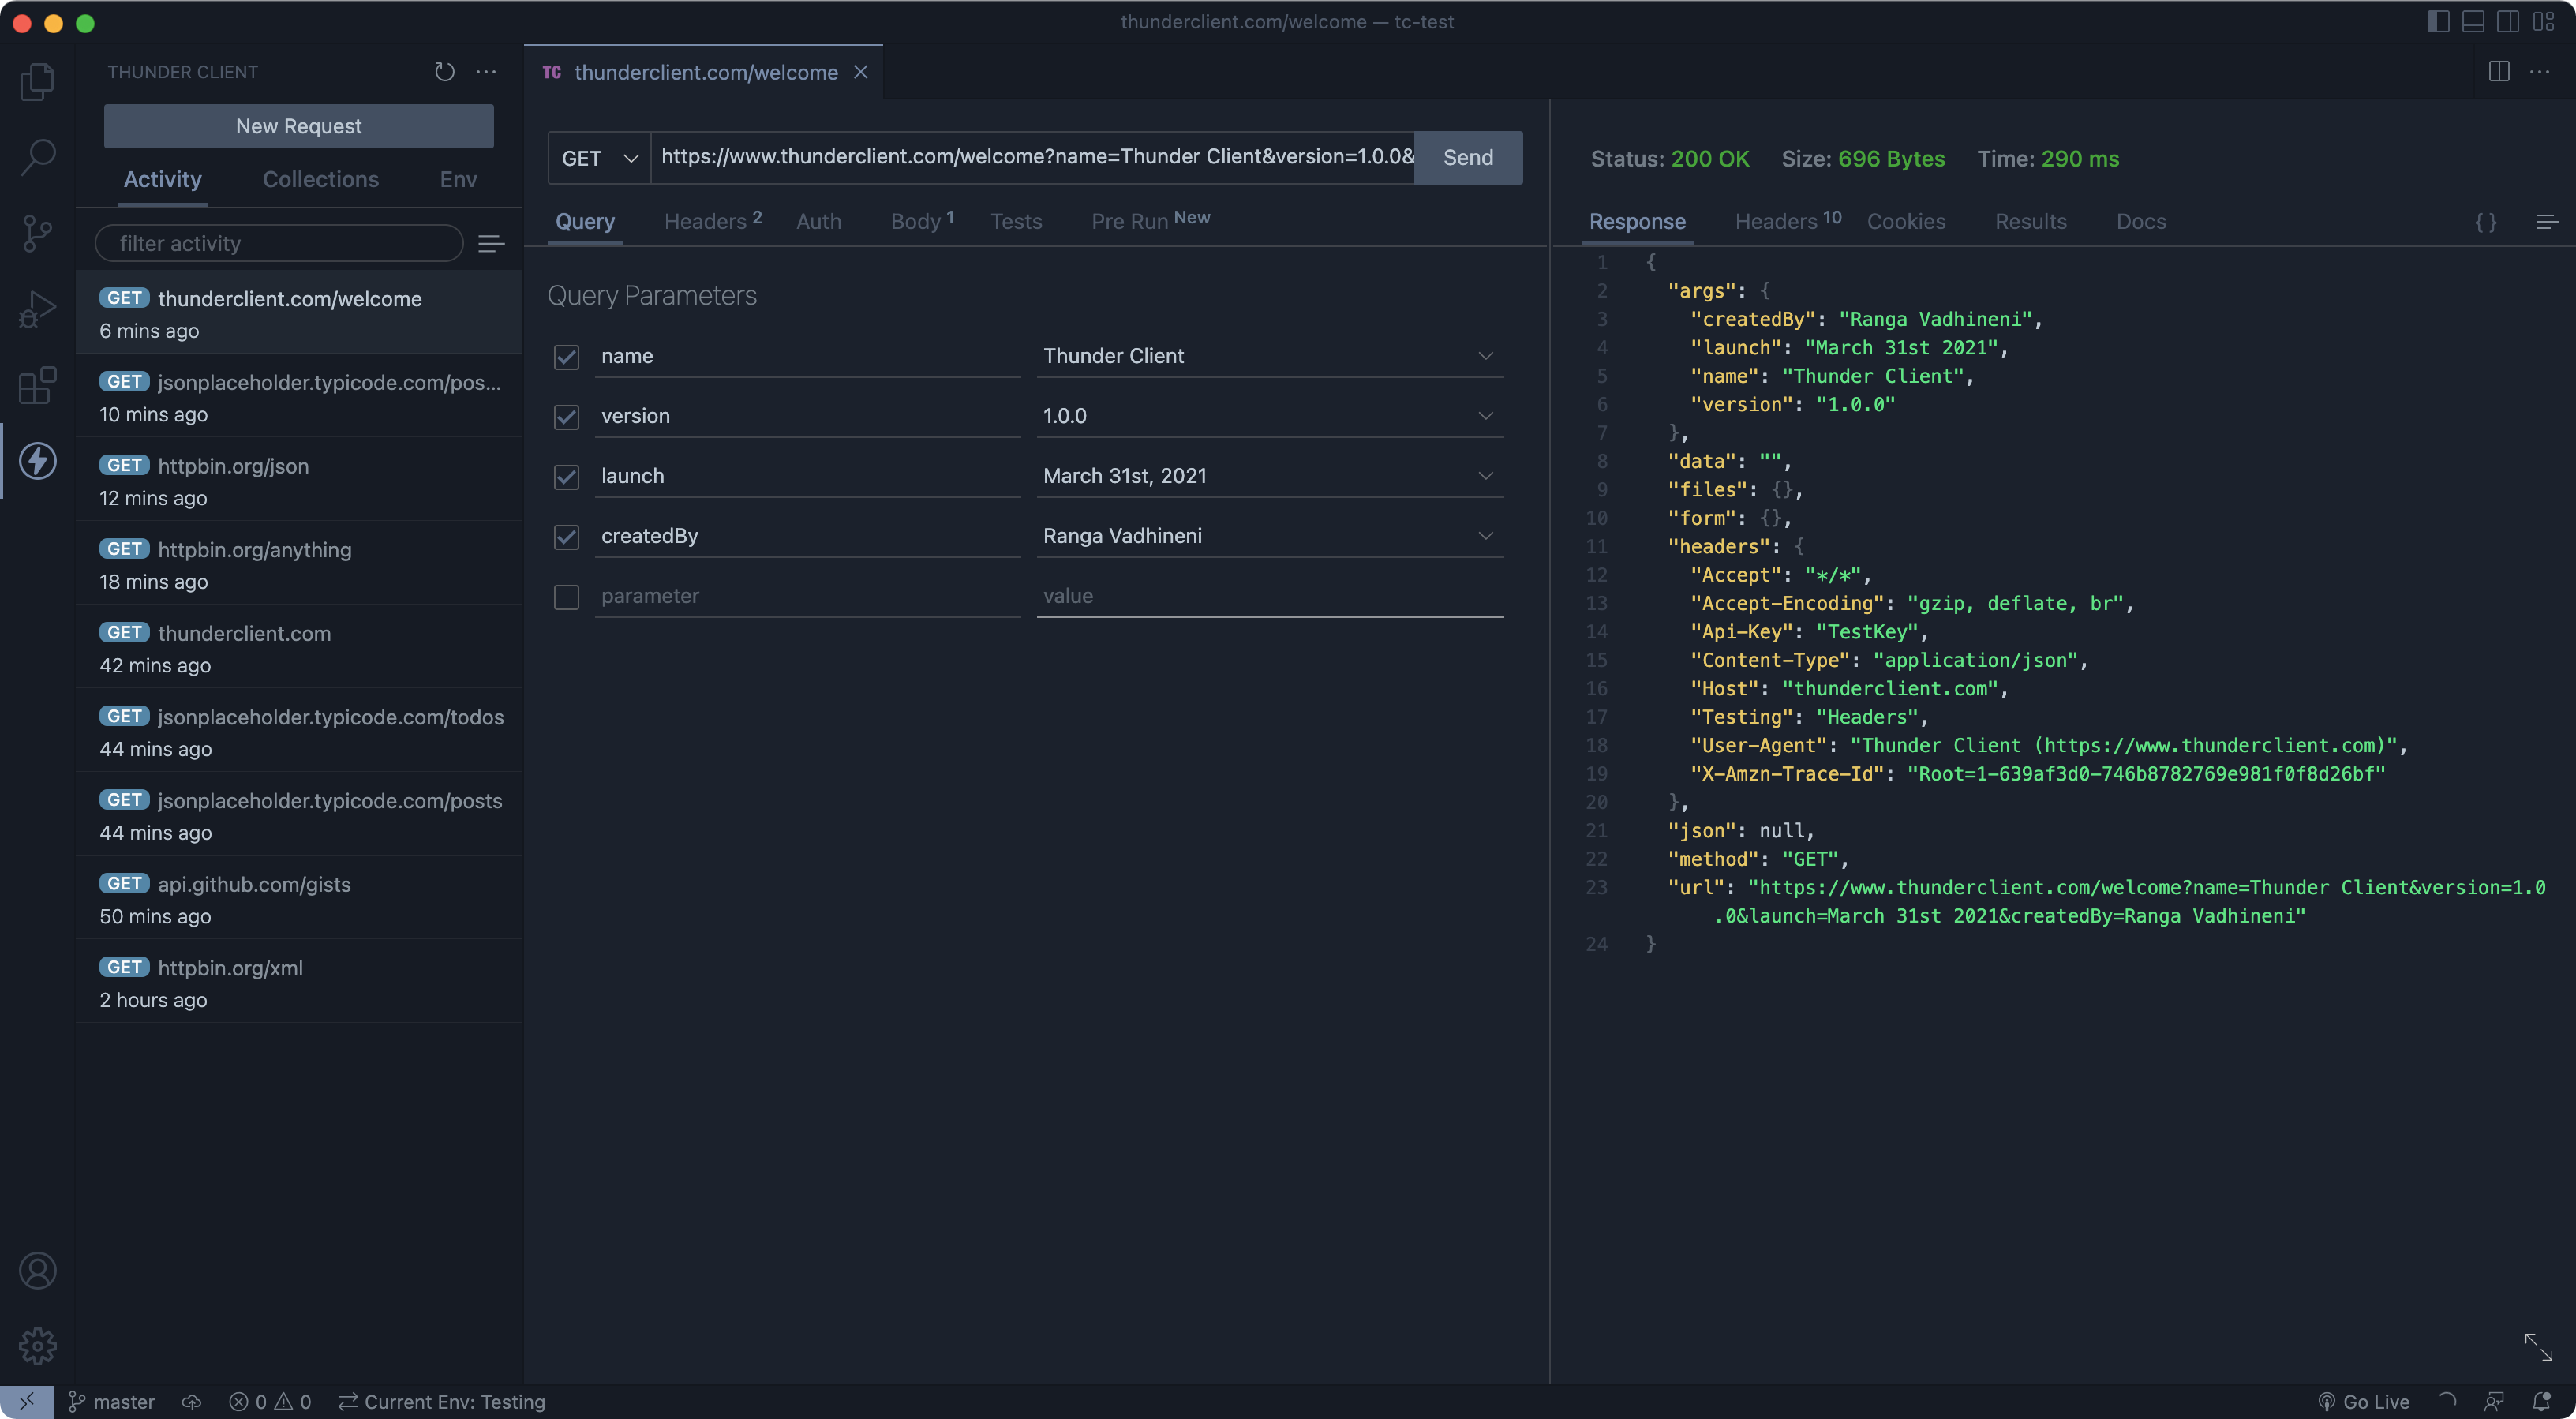 thunderclient.com/welcome — tc-test
THUNDER CLIENT
New Request
Activity Collections Env
filter activity
GET thunderclient.com/welcome
6 mins ago
GET jsonplaceholder.typicode.com/pos...
10 mins ago
GET httpbin.org/json
12 mins ago
GET httpbin.org/anything
18 mins ago
GET thunderclient.com
42 mins ago
GET jsonplaceholder.typicode.com/todos
44 mins ago
GET jsonplaceholder.typicode.com/posts
44 mins ago
GET api.github.com/gists
50 mins ago
GET httpbin.org/xml
2 hours ago
TC thunderclient.com/welcome
GET https://www.thunderclient.com/welcome?name=Thunder Client&version=1.0.0& Send
Query Headers 2 Auth Body 1 Tests Pre Run New
Query Parameters
name Thunder Client
version 1.0.0
launch March 31st, 2021
createdBy Ranga Vadhineni
parameter value
Status: 200 OK Size: 696 Bytes Time: 290 ms
Response Headers 10 Cookies Results Docs { }
1 {
2 "args": {
3 "createdBy": "Ranga Vadhineni",
4 "launch": "March 31st 2021",
5 "name": "Thunder Client",
6 "version": "1.0.0"
7 },
8 "data": "",
9 "files": {},
10 "form": {},
11 "headers": {
12 "Accept": "*/*",
13 "Accept-Encoding": "gzip, deflate, br",
14 "Api-Key": "TestKey",
15 "Content-Type": "application/json",
16 "Host": "thunderclient.com",
17 "Testing": "Headers",
18 "User-Agent": "Thunder Client (https://www.thunderclient.com)",
19 "X-Amzn-Trace-Id": "Root=1-639af3d0-746b8782769e981f0f8d26bf"
20 },
21 "json": null,
22 "method": "GET",
23 "url": "https://www.thunderclient.com/welcome?name=Thunder Client&version=1.0
.0&launch=March 31st 2021&createdBy=Ranga Vadhineni"
24 }
master 0 0 Current Env: Testing Go Live